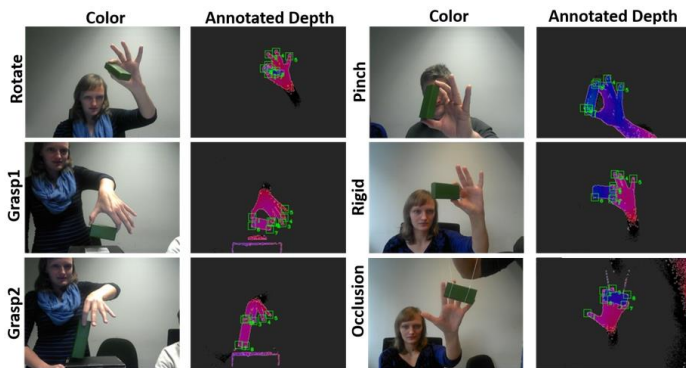 Color Annotated Depth Color Annotated Depth
Rotate
Pinch
Grasp1
Rigid
Grasp2
Occlusion